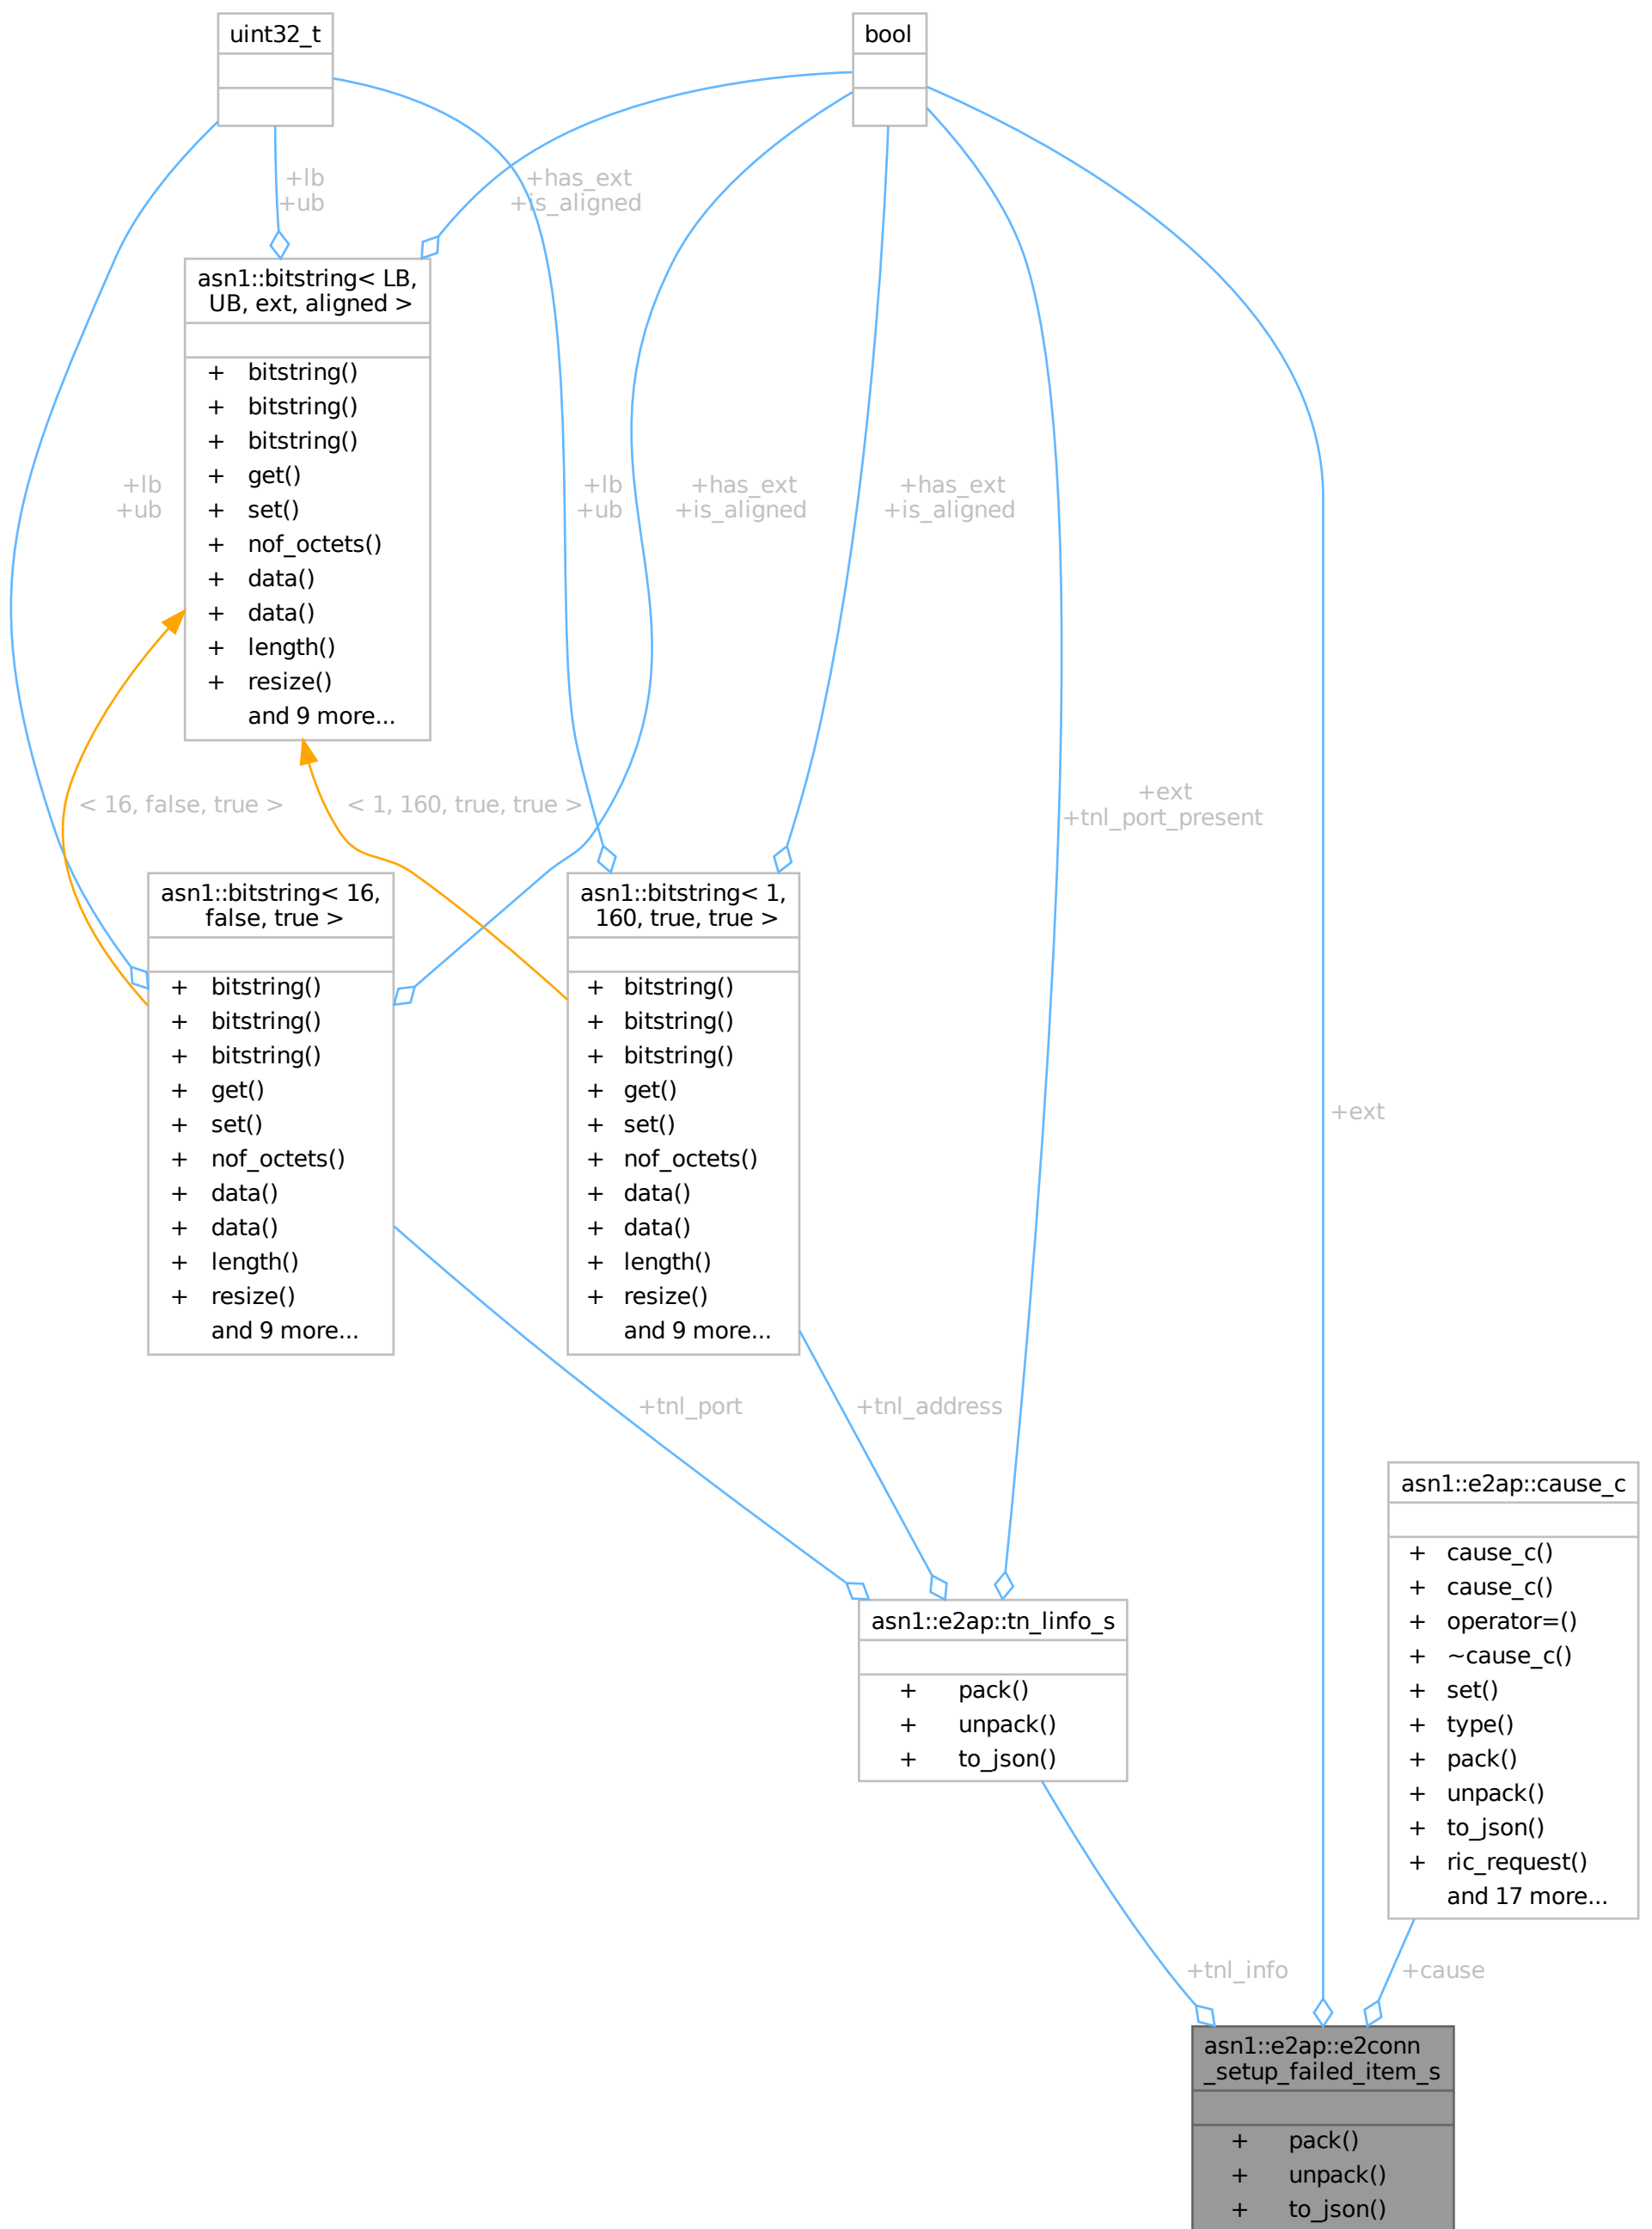 uint32_t
bool
+lb
+ub
+has_ext
+is_aligned
asn1::bitstring< LB,
UB, ext, aligned >
+ bitstring()
+ bitstring()
+ bitstring()
+ get()
+ set()
+ nof_octets()
+ data()
+ data()
+ length()
+ resize()
and 9 more...
+lb
+ub
+lb
+ub
+has_ext
+is_aligned
+has_ext
+is_aligned
+ext
+tnl_port_present
< 16, false, true >
< 1, 160, true, true >
asn1::bitstring< 16,
false, true >
+ bitstring()
+ bitstring()
+ bitstring()
+ get()
+ set()
+ nof_octets()
+ data()
+ data()
+ length()
+ resize()
and 9 more...
asn1::bitstring< 1,
160, true, true >
+ bitstring()
+ bitstring()
+ bitstring()
+ get()
+ set()
+ nof_octets()
+ data()
+ data()
+ length()
+ resize()
and 9 more...
+ext
+tnl_port
+tnl_address
asn1::e2ap::tn_linfo_s
+ pack()
+ unpack()
+ to_json()
asn1::e2ap::cause_c
+ cause_c()
+ cause_c()
+ operator=()
+ ~cause_c()
+ set()
+ type()
+ pack()
+ unpack()
+ to_json()
+ ric_request()
and 17 more...
+tnl_info
+cause
asn1::e2ap::e2conn
_setup_failed_item_s
+ pack()
+ unpack()
+ to_json()